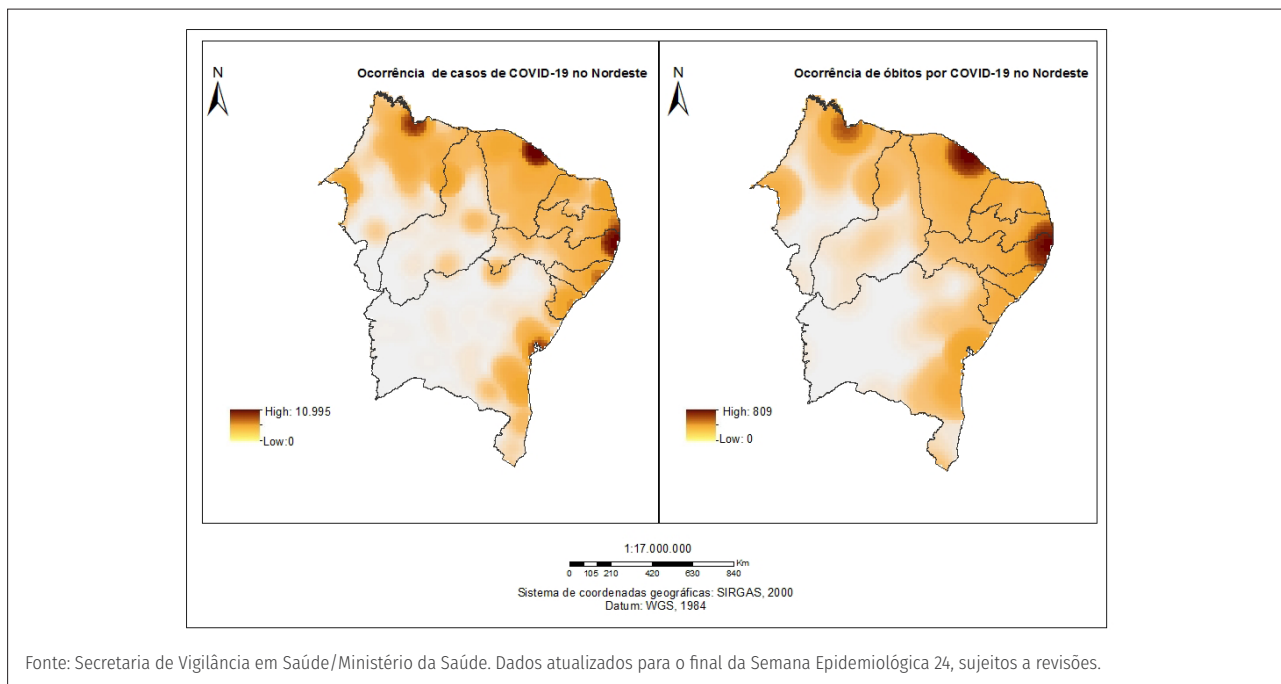 N
Ocorrência de casos de COVID-19 no Nordeste
High: 10.995
Low:0
N
Ocorrência de óbitos por COVID-19 no Nordeste
High: 809
Low: 0
1:17.000.000
Km
0 105 210 420 630 840
Sistema de coordenadas geográficas: SIRGAS, 2000
Datum: WGS, 1984
Fonte: Secretaria de Vigilância em Saúde/Ministério da Saúde. Dados atualizados para o final da Semana Epidemiológica 24, sujeitos a revisões.